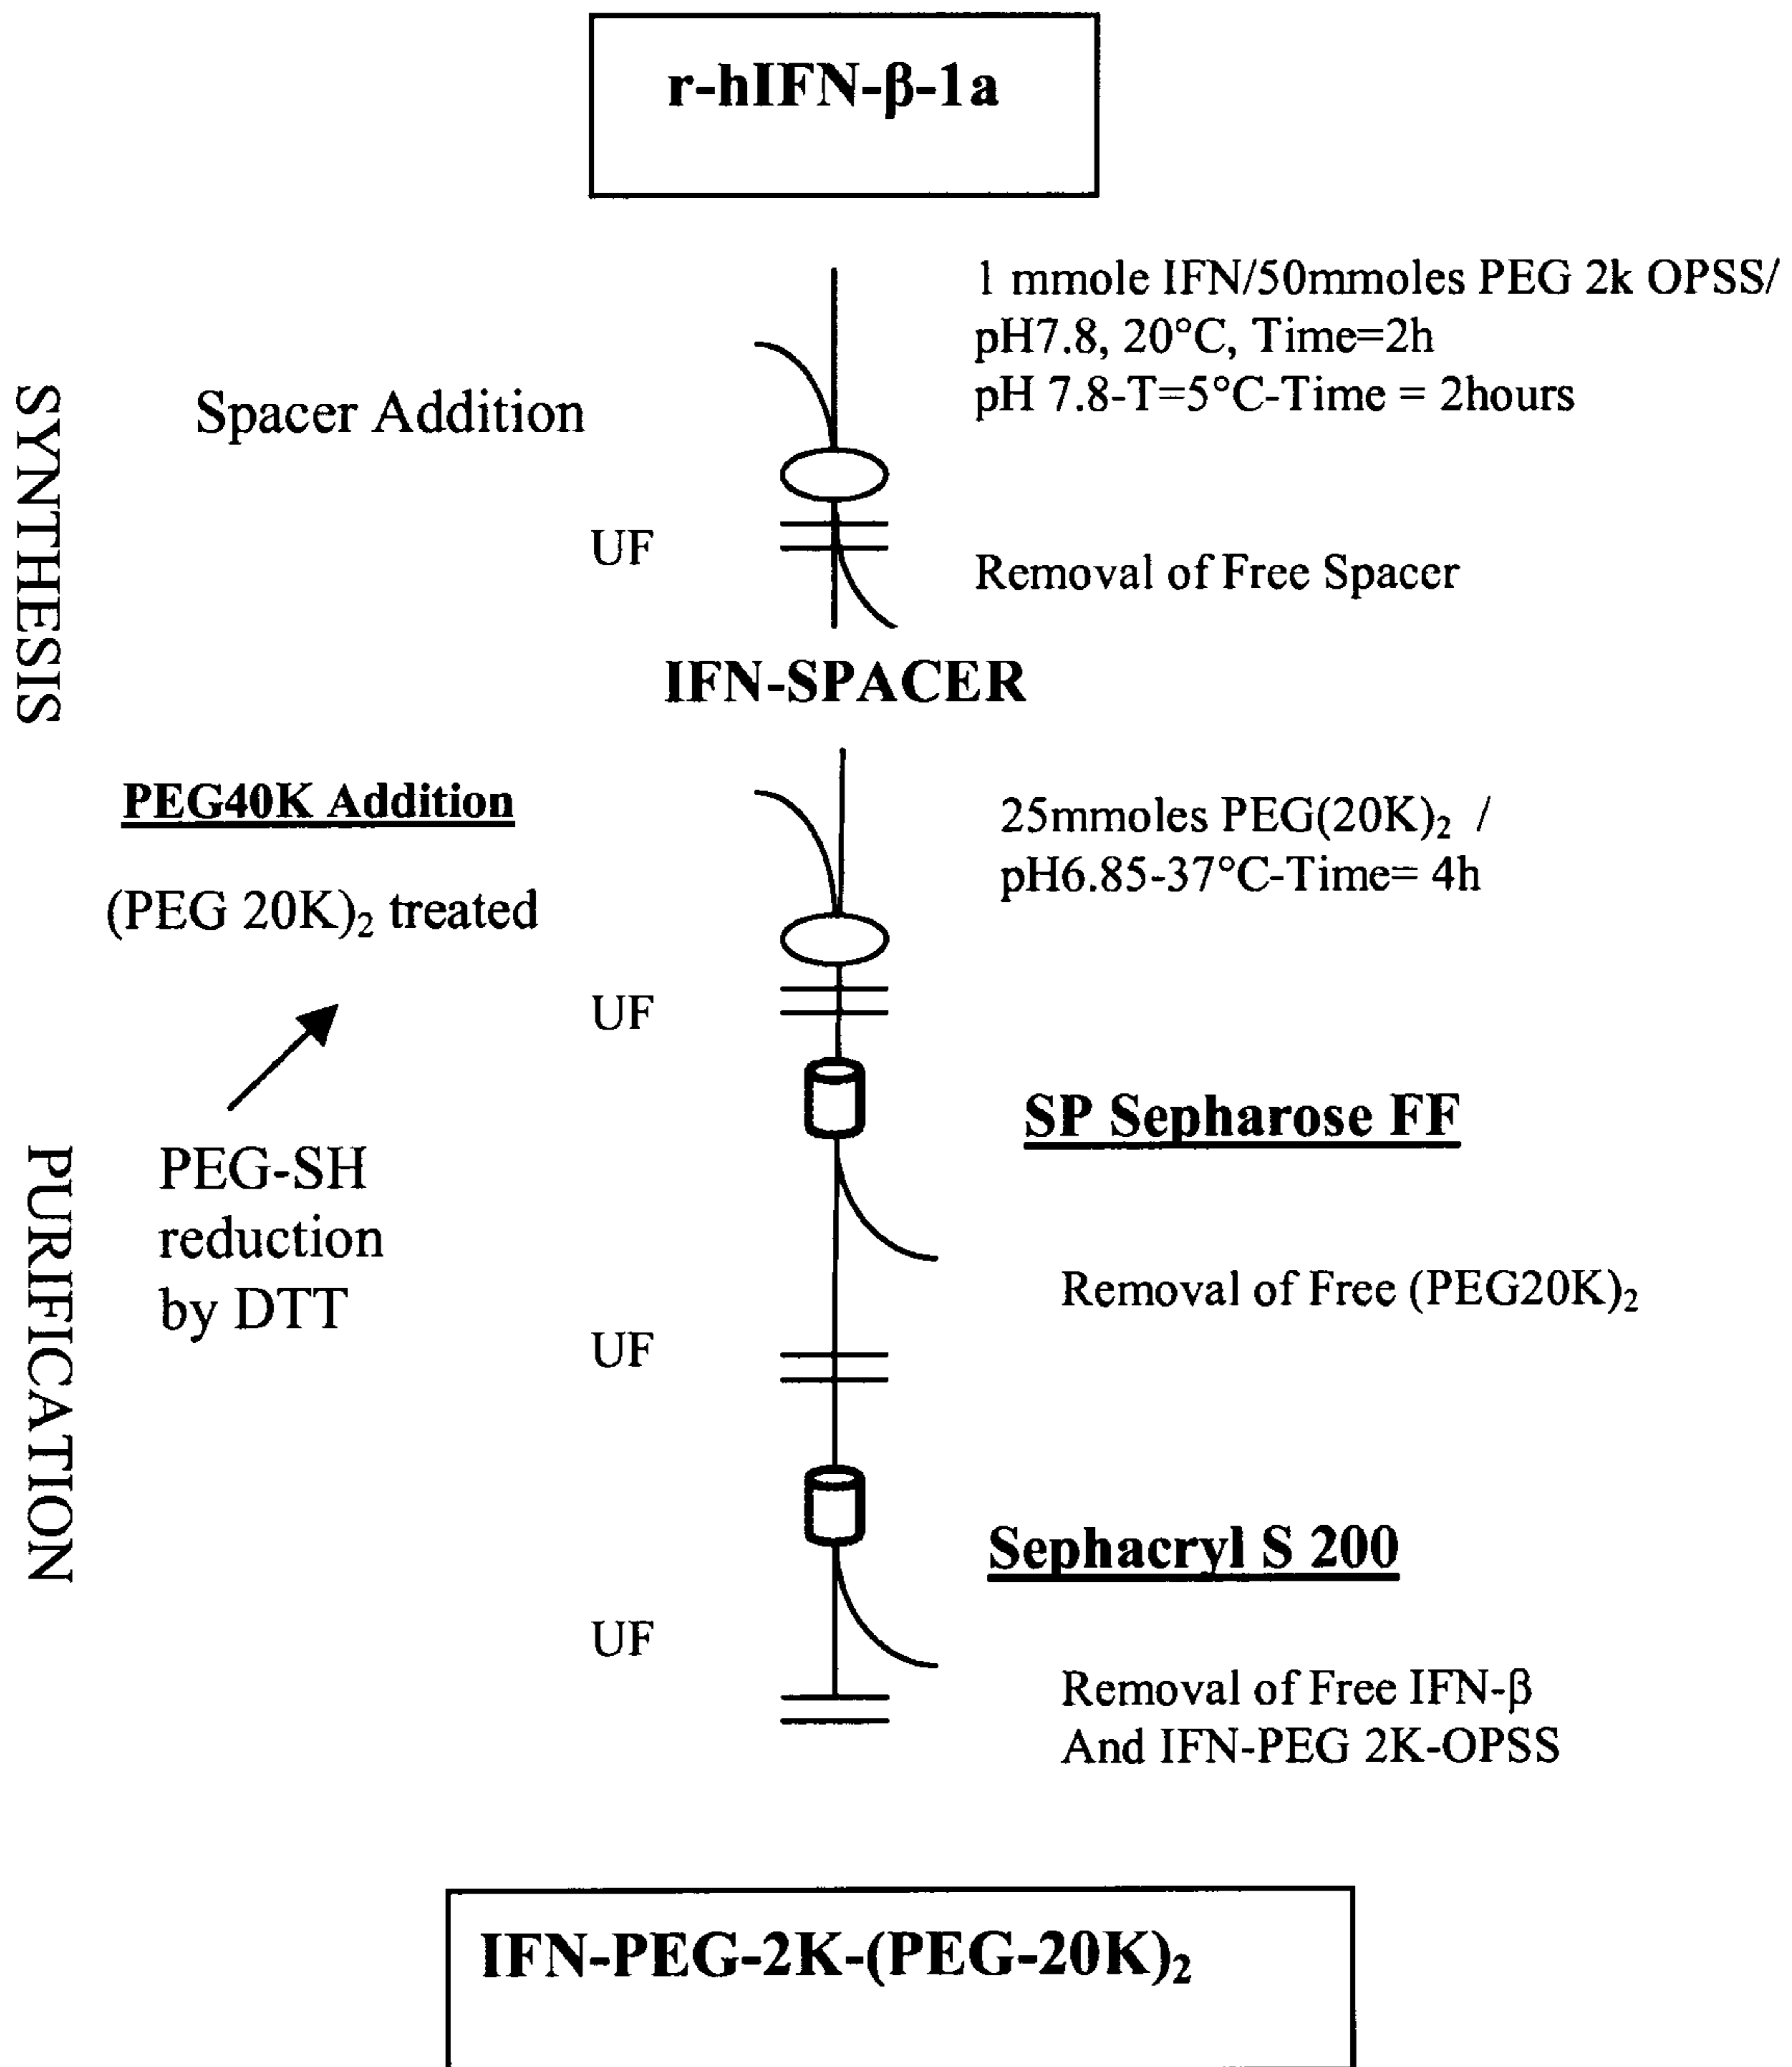 r-hIFN-β-1a
1 mmole IFN/50mmoles PEG 2k OPSS/
pH7.8, 20°C, Time=2h
pH 7.8-T=5°C-Time = 2hours
Spacer Addition
SYNTHESIS
UF
Removal of Free Spacer
IFN-SPACER
PEG40K Addition
(PEG 20K)₂ treated
25mmoles PEG(20K)₂ /
pH6.85-37°C-Time= 4h
UF
SP Sepharose FF
PEG-SH
reduction
by DTT
PURIFICATION
Removal of Free (PEG20K)₂
UF
Sephacryl S 200
UF
Removal of Free IFN-β
And IFN-PEG 2K-OPSS
IFN-PEG-2K-(PEG-20K)₂